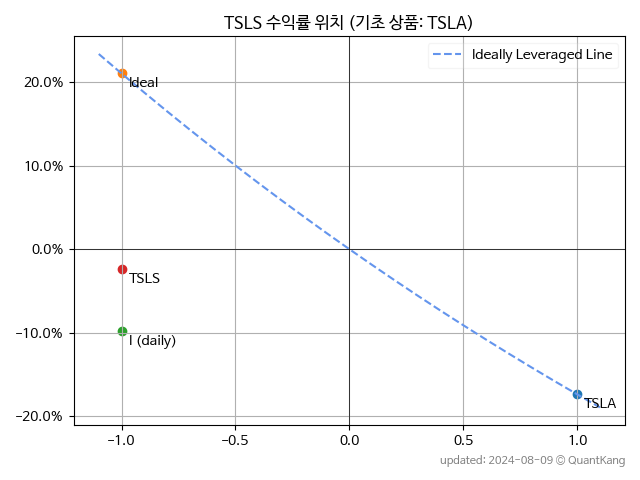 TSLS 수익률 위치 (기초 상품: TSLA)
Ideally Leveraged Line
20.0%
10.0%
0.0%
−10.0%
−20.0%
Ideal
TSLS
I (daily)
TSLA
−1.0
−0.5
0.0
0.5
1.0
updated: 2024-08-09 © QuantKang